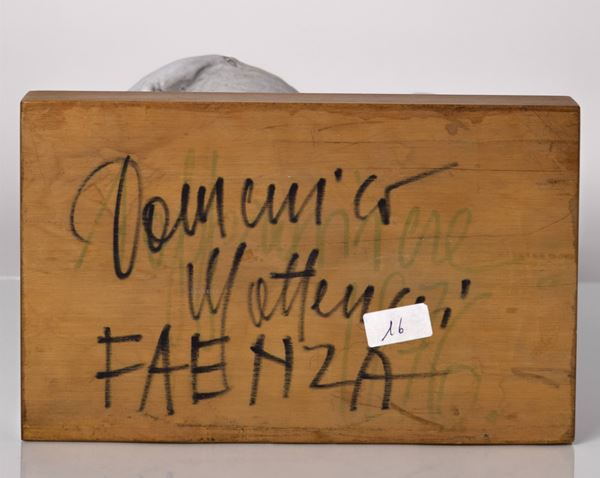 Domenico
Matteucci
16
FAENZA